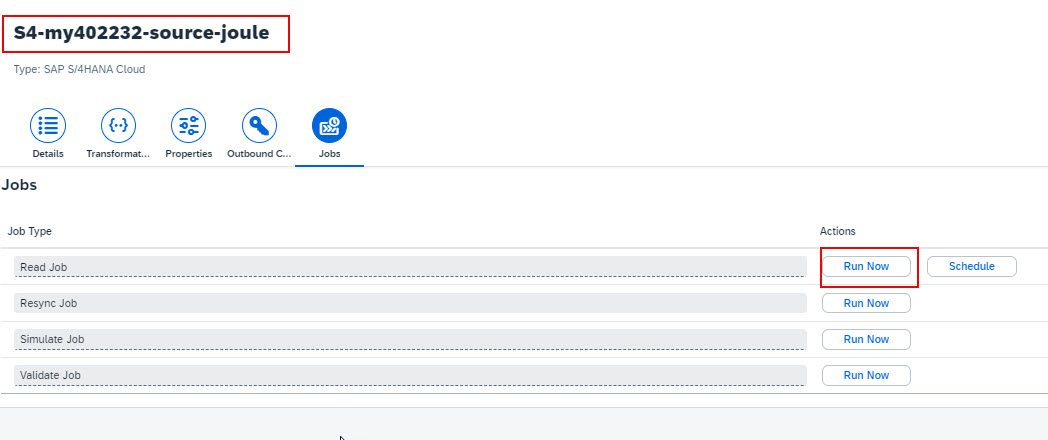 S4-my402232-source-joule
Type: SAP S/4HANA Cloud
Details Transformat... Properties Outbound C... Jobs
Jobs
Job Type Actions
Read Job Run Now Schedule
Resync Job Run Now
Simulate Job Run Now
Validate Job Run Now